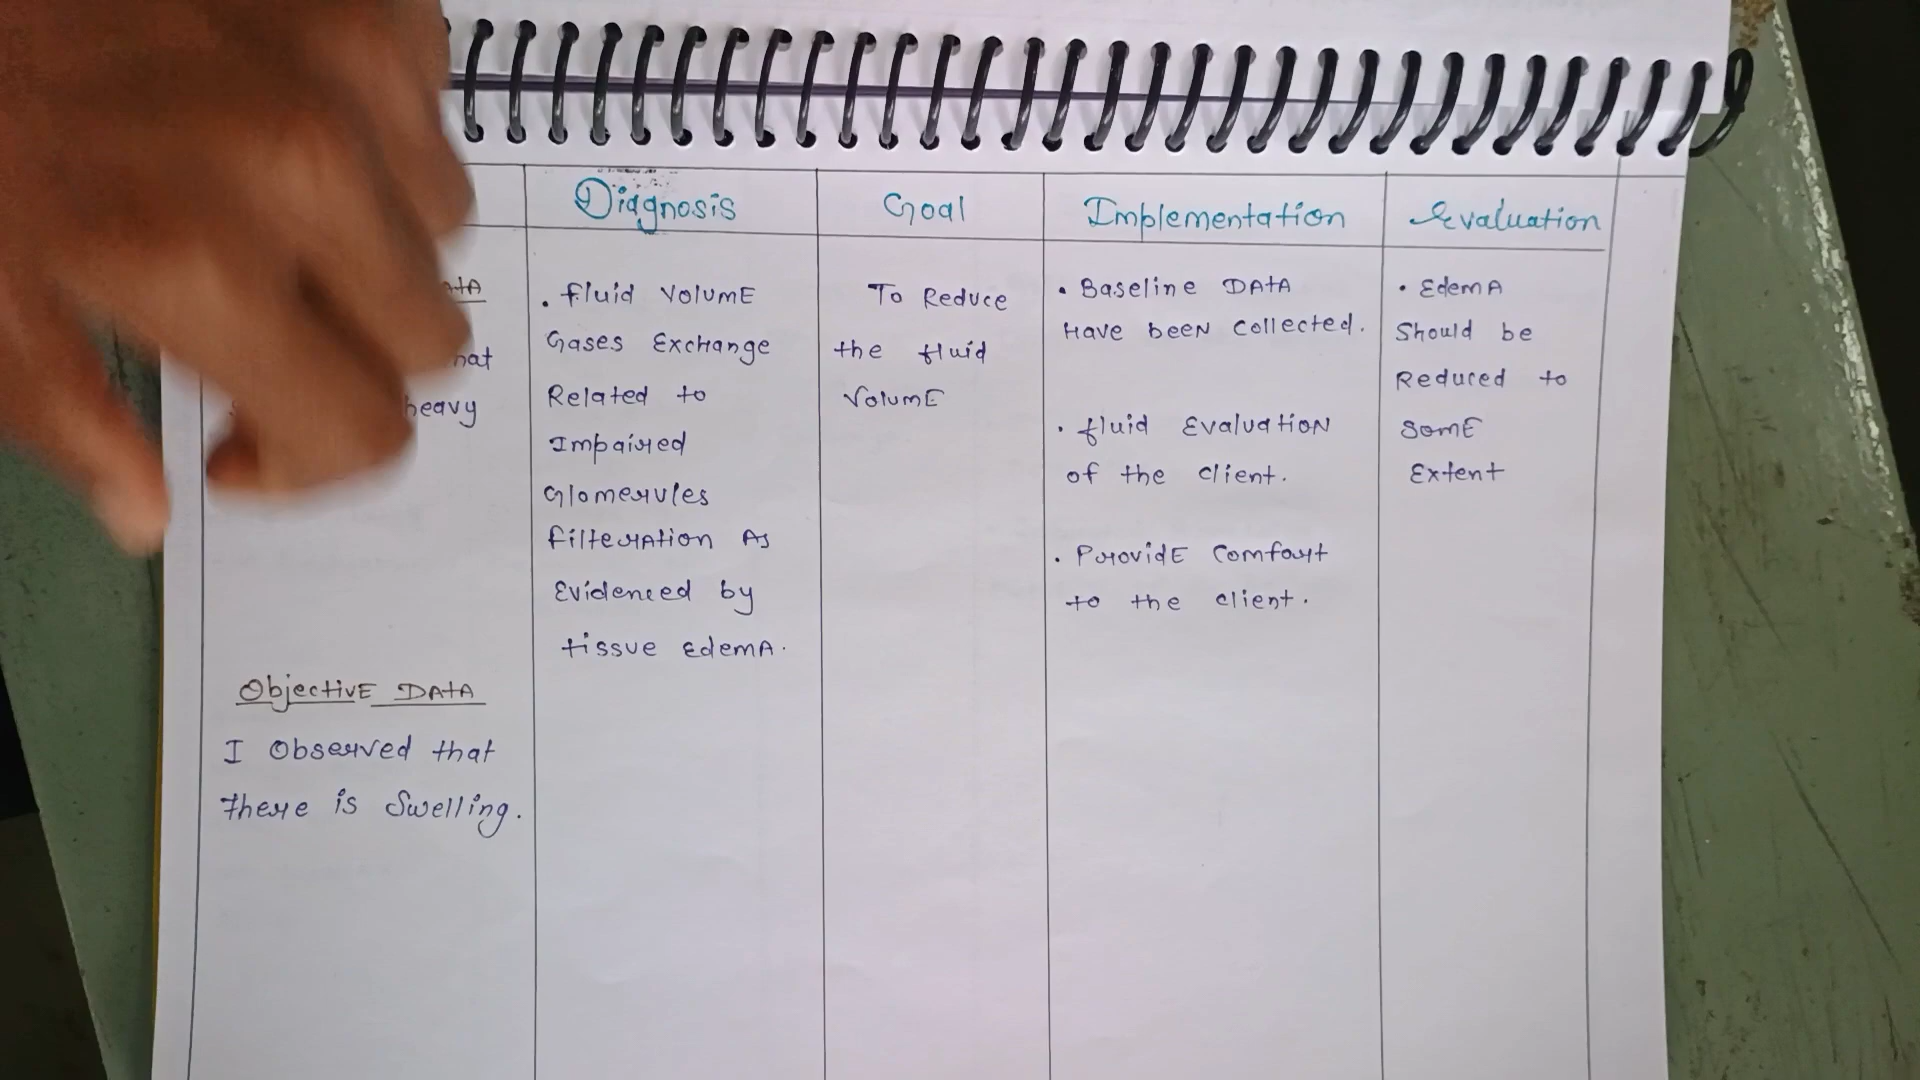 Diagnosis
Goal
Implementation
Evaluation
hat
heavy
Objective DATA
I Observed that
there is Swelling.
. fluid VolumE
Gases Exchange
Related to
Impaired
Glomerules
filteration As
Evidenced by
tissue EdemA.
To Reduce
the fluid
VolumE
• Baseline DATA
Have been collected.
• fluid Evaluation
of the client.
• ProvidE Comfort
to the client.
• EdemA
Should be
Reduced to
SomE
Extent